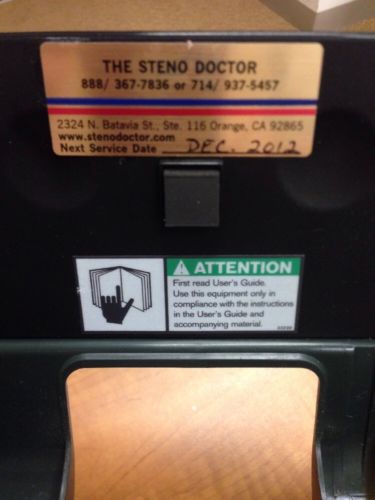 THE STENO DOCTOR
888/ 367-7836 or 714/ 937-5457
2324 N. Batavia St., Ste. 116 Orange, CA 92865
www.stenodoctor.com
Next Service Date DEC. 2012
ATTENTION
First read User's Guide.
Use this equipment only in
compliance with the instructions
in the User's Guide and
accompanying material.